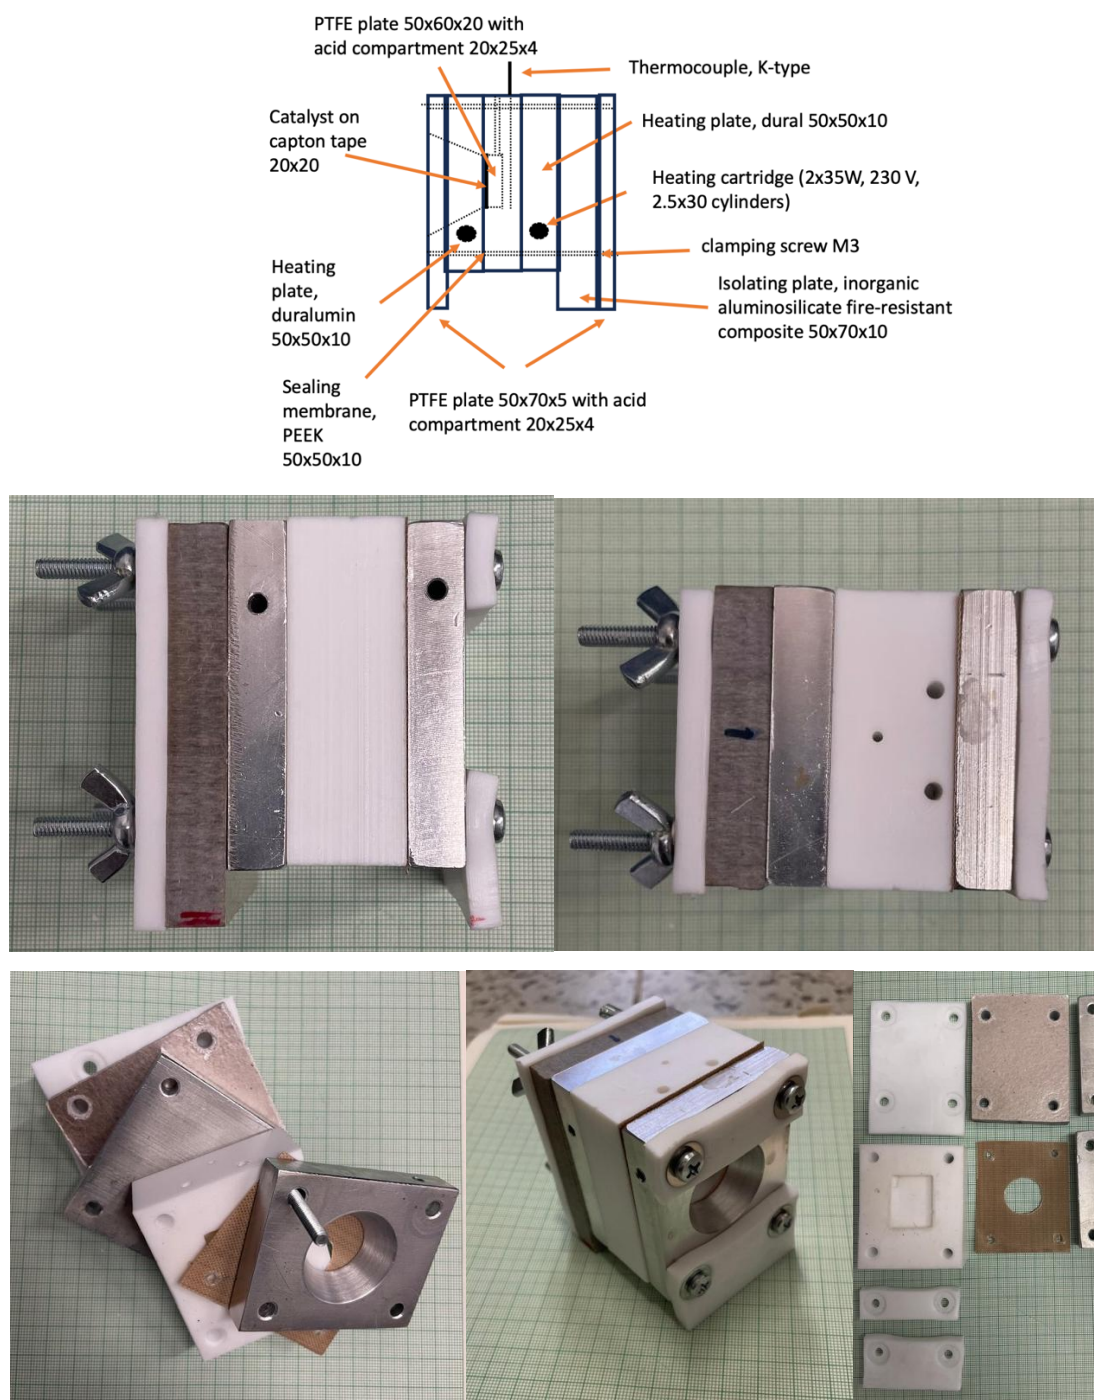 PTFE plate 50x60x20 with
acid compartment 20x25x4
Thermocouple, K-type
Catalyst on
capton tape
20x20
Heating plate, dural 50x50x10
Heating cartridge (2x35W, 230 V,
2.5x30 cylinders)
clamping screw M3
Heating
plate,
duralumin
50x50x10
Isolating plate, inorganic
aluminosilicate fire-resistant
composite 50x70x10
Sealing
membrane,
PEEK
50x50x10
PTFE plate 50x70x5 with acid
compartment 20x25x4